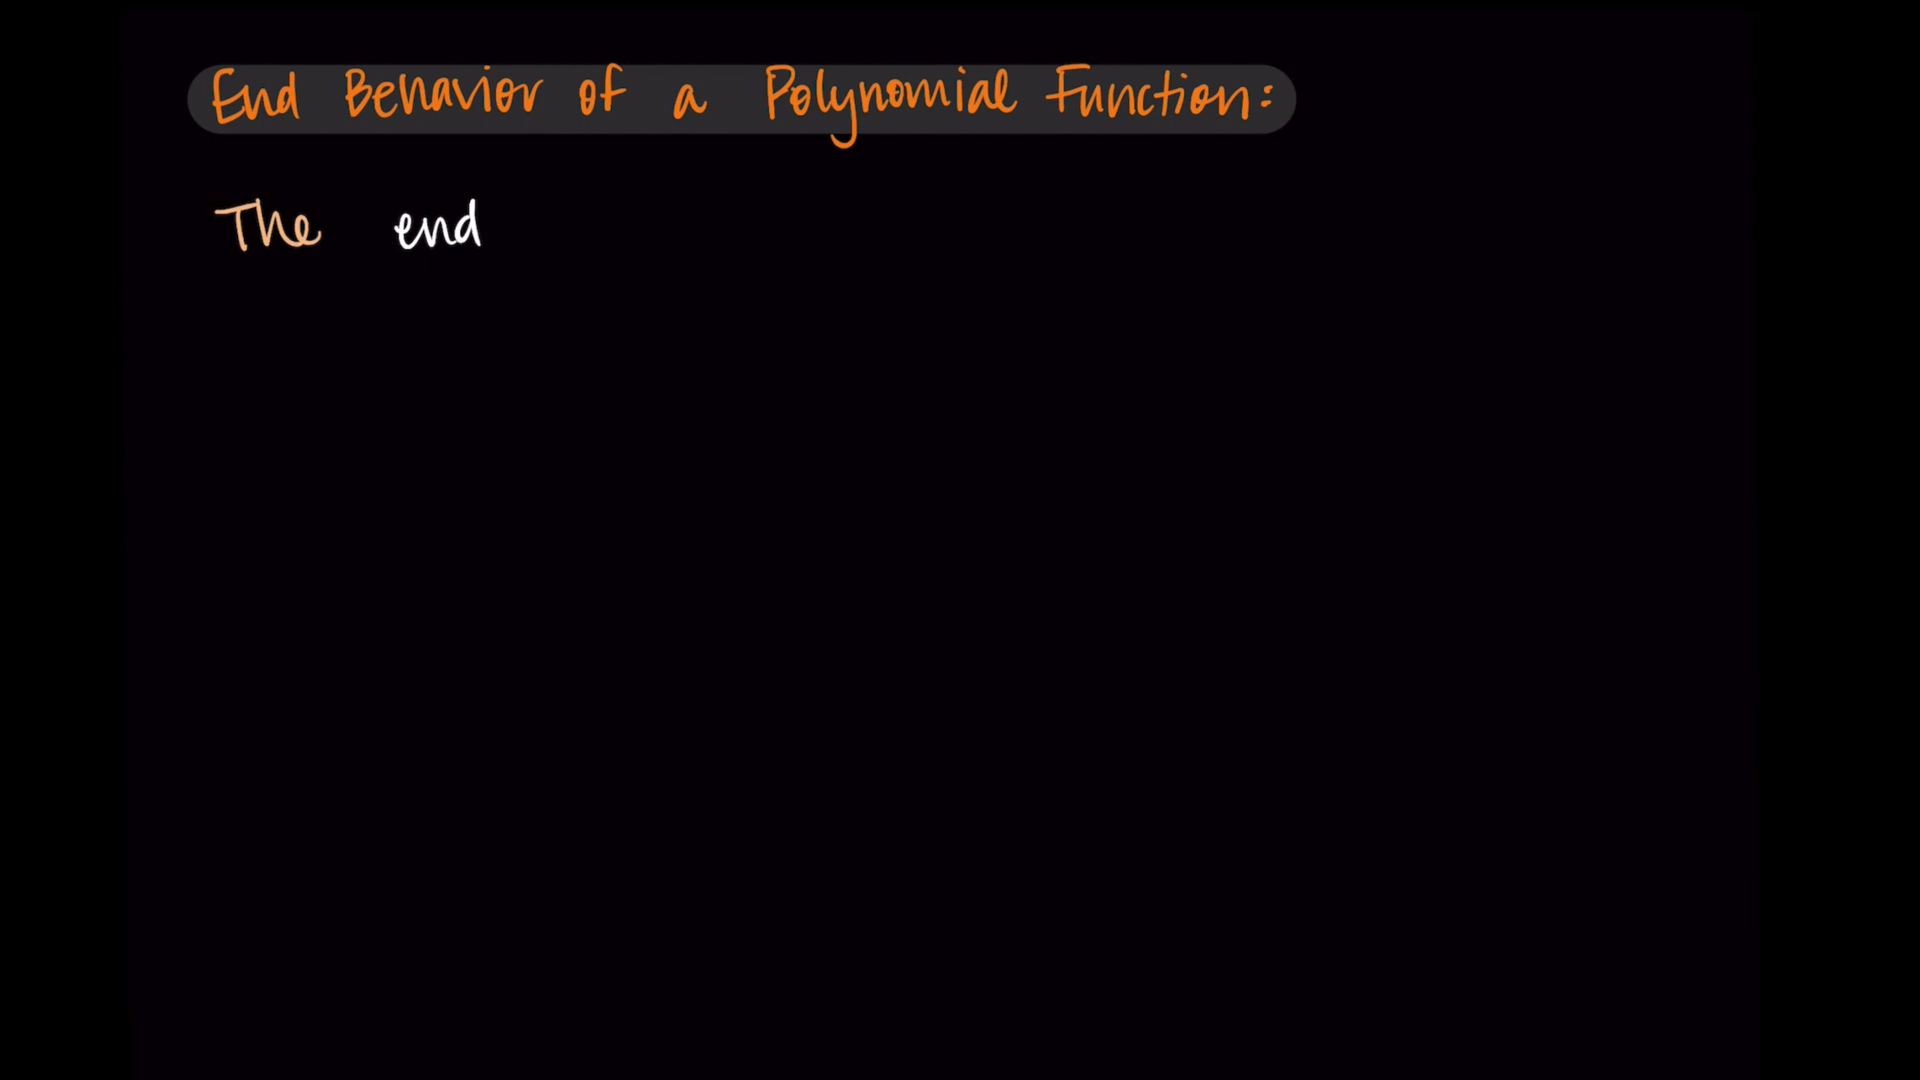 End Behavior of a Polynomial Function:
The end